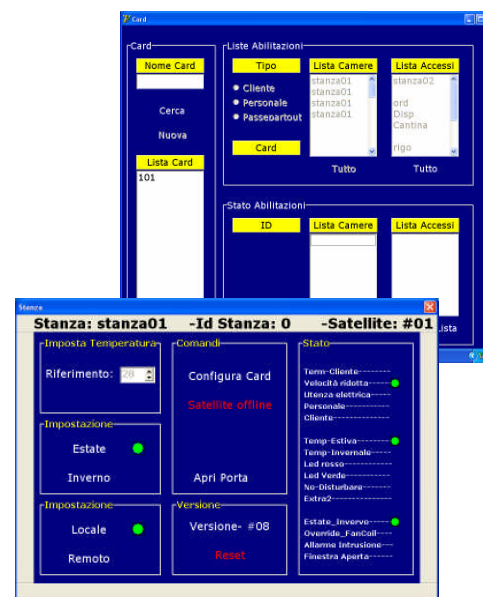 Card
Card
Nome Card
Cerca
Nuova
Lista Card
101
Liste Abilitazioni
Tipo
Lista Camere
Lista Accessi
Cliente
Personale
Passepartout
Card
stanza01
stanza01
stanza01
stanza01
stanza02
ord
Disp
Cantina
rigo
Tutto
Tutto
Stato Abilitazioni
ID
Lista Camere
Lista Accessi
Lista
Stanze
Stanza: stanza01 -Id Stanza: 0 -Satellite: #01
Imposta Temperatura
Riferimento: 28
Impostazione
Estate
Inverno
Impostazione
Locale
Remoto
Comandi
Configura Card
Satellite offline
Apri Porta
Versione
Versione- #08
Reset
Stato
Term-Cliente--------
Velocità ridotta-----
Utenza elettrica-----
Personale------------
Cliente--------------
Temp-Estiva---------
Temp-Invernale-----
Led rosso-----------
Led Verde-----------
No-Disturbare-------
Extra2---------------
Estate_Inverno-----
Override_FanCoil----
Allarme Intrusione---
Finestra Aperta------